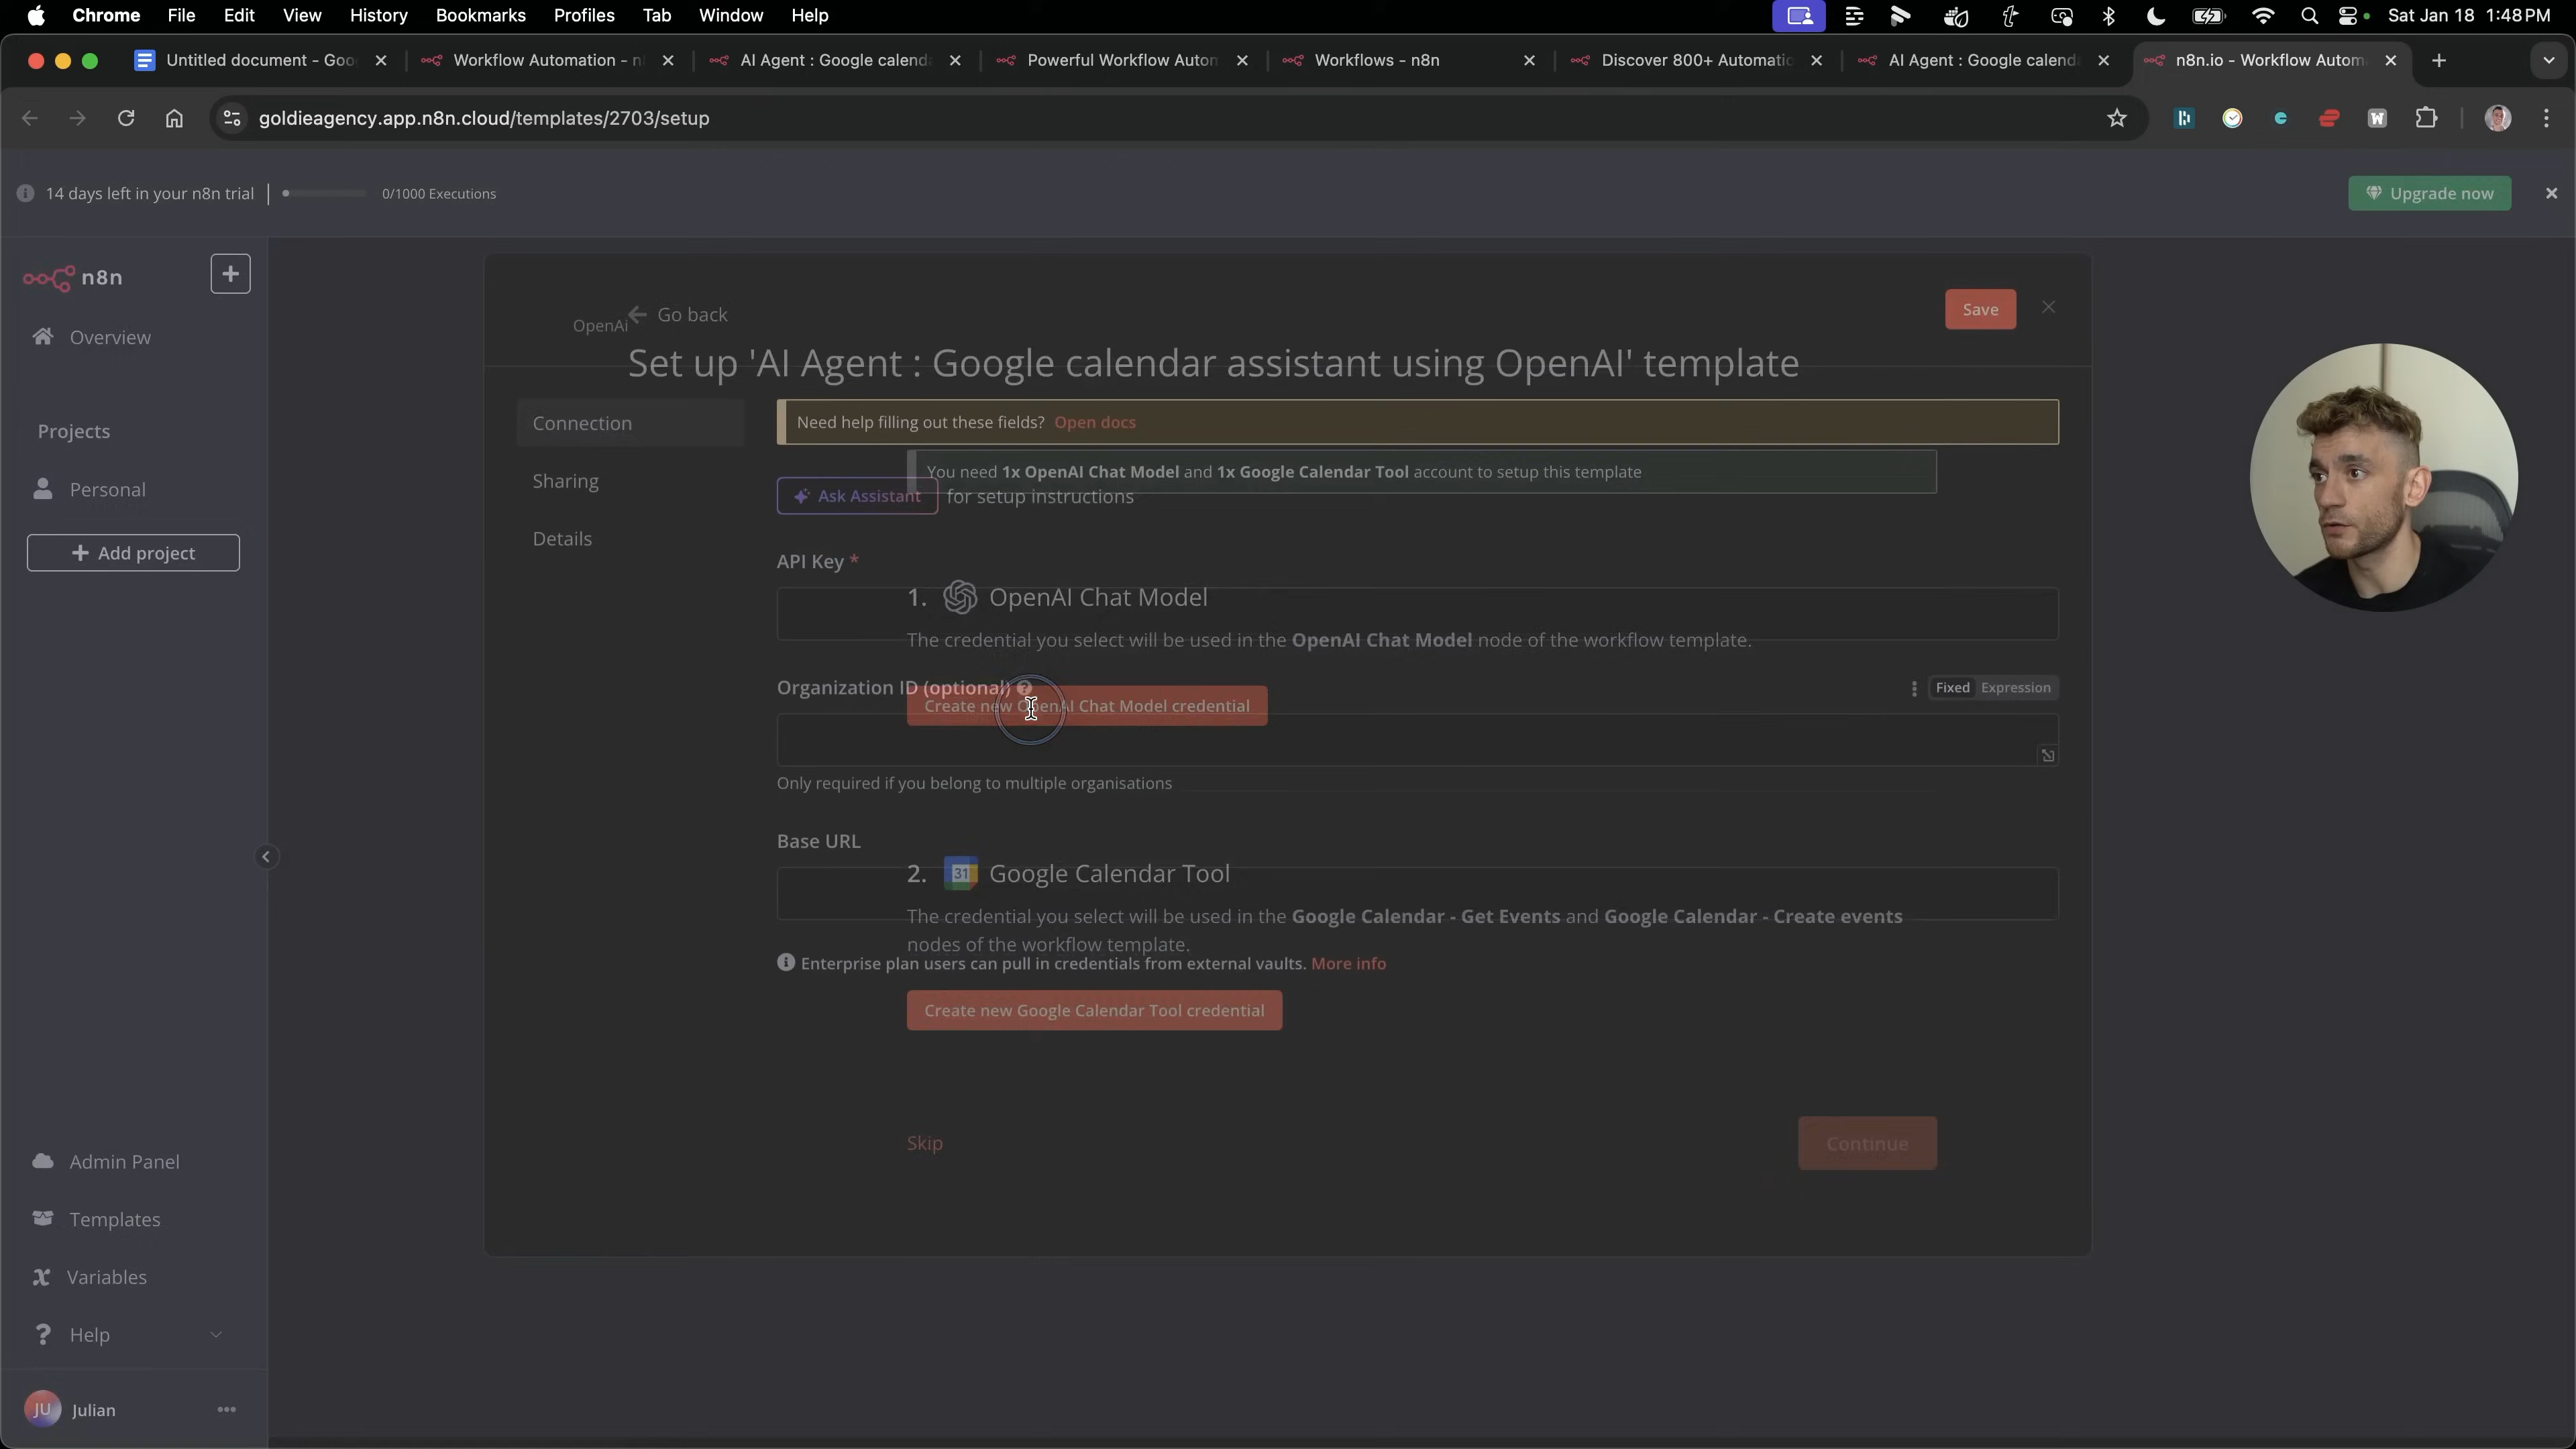 Chrome File Edit View History Bookmarks Profiles Tab Window Help
Sat Jan 18 1:48 PM
Untitled document - Goo
Workflow Automation - n
AI Agent : Google calend
Powerful Workflow Autom
Workflows - n8n
Discover 800+ Automatic
AI Agent : Google calend
n8n.io - Workflow Autom
goldieagency.app.n8n.cloud/templates/2703/setup
14 days left in your n8n trial
0/1000 Executions
Upgrade now
n8n
Overview
Projects
Personal
Add project
Admin Panel
Templates
Variables
Help
JU Julian
OpenAi
Go back
Save
Set up 'AI Agent : Google calendar assistant using OpenAI' template
Connection
Sharing
Details
Need help filling out these fields? Open docs
You need 1x OpenAI Chat Model and 1x Google Calendar Tool account to setup this template
Ask Assistant for setup instructions
API Key *
1. OpenAI Chat Model
The credential you select will be used in the OpenAI Chat Model node of the workflow template.
Organization ID (optional)
Fixed Expression
Create new OpenAI Chat Model credential
Only required if you belong to multiple organisations
Base URL
2. 31 Google Calendar Tool
The credential you select will be used in the Google Calendar - Get Events and Google Calendar - Create events
nodes of the workflow template.
Enterprise plan users can pull in credentials from external vaults. More info
Create new Google Calendar Tool credential
Skip
Continue